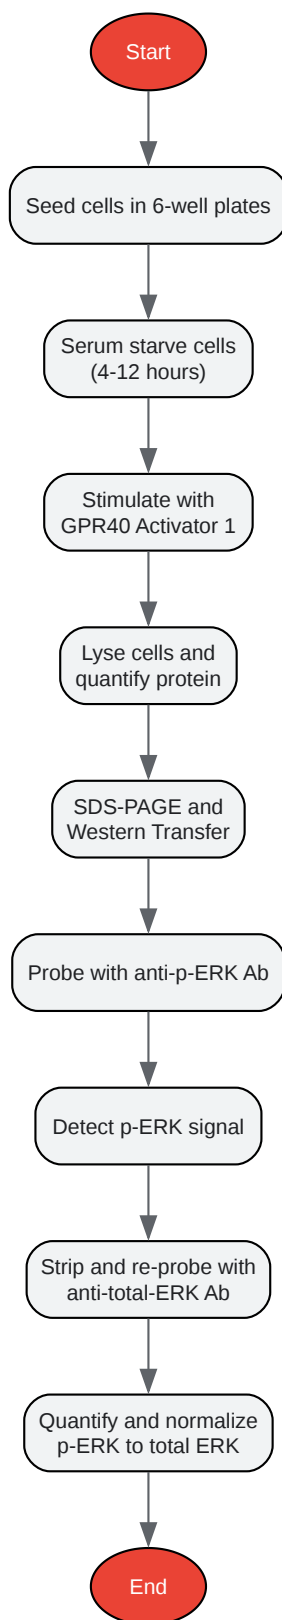 Start
Seed cells in 6-well plates
Serum starve cells
(4-12 hours)
Stimulate with
GPR40 Activator 1
Lyse cells and
quantify protein
SDS-PAGE and
Western Transfer
Probe with anti-p-ERK Ab
Detect p-ERK signal
Strip and re-probe with
anti-total-ERK Ab
Quantify and normalize
p-ERK to total ERK
End